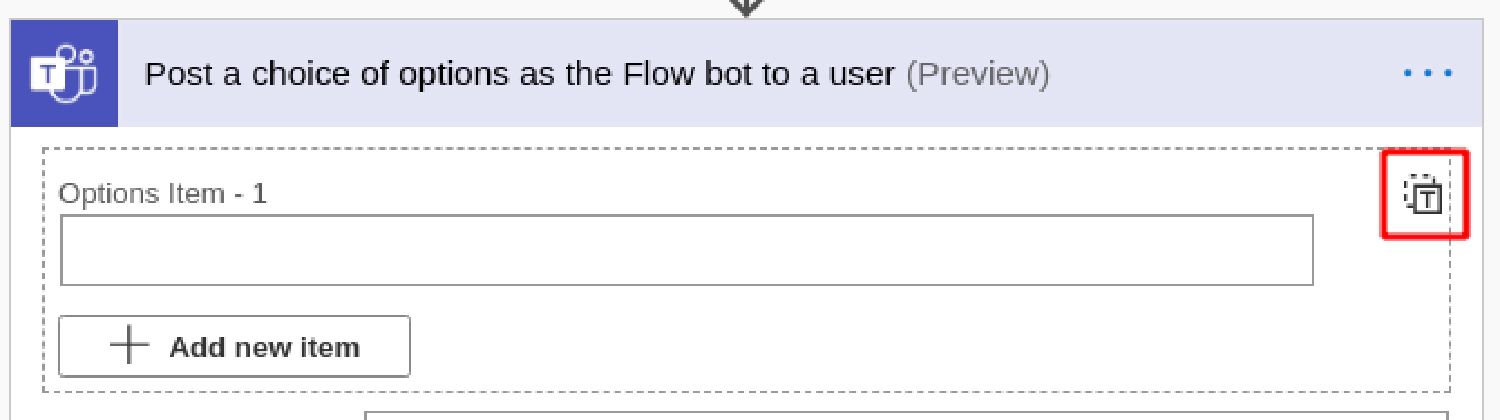 Post a choice of options as the Flow bot to a user (Preview)
Options Item - 1
Add new item